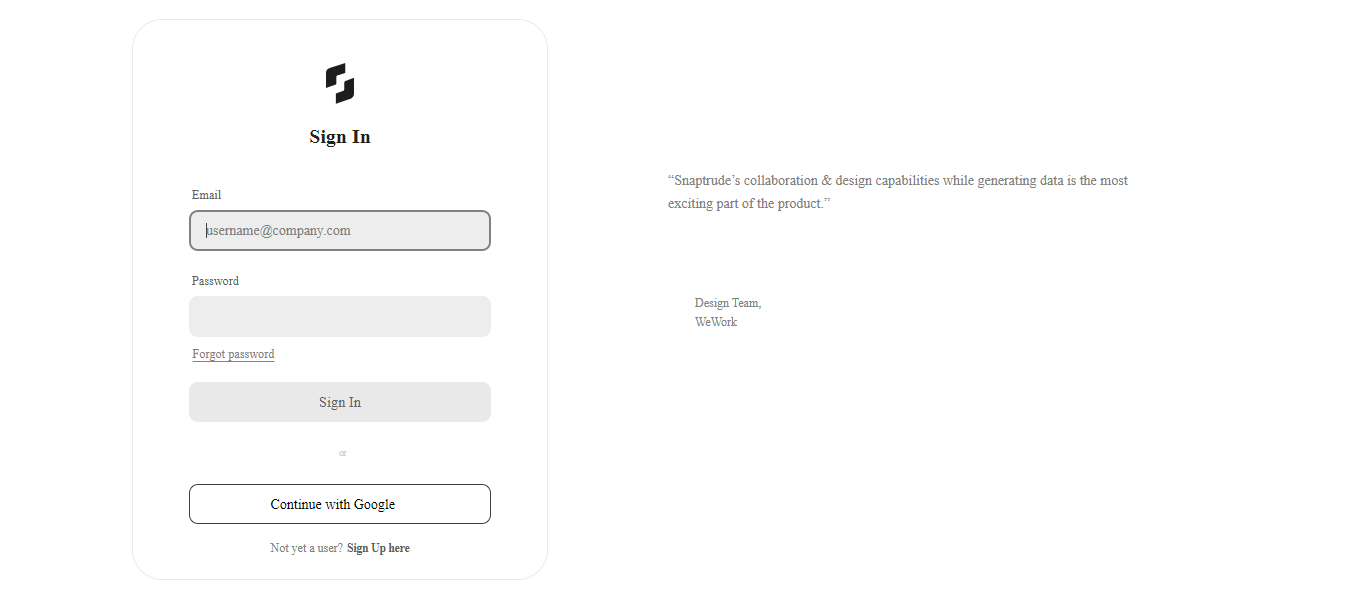 Sign In
Email
username@company.com
Password
Forgot password
Sign In
or
Continue with Google
Not yet a user? Sign Up here
“Snaptrude’s collaboration & design capabilities while generating data is the most
exciting part of the product.”
Design Team,
WeWork